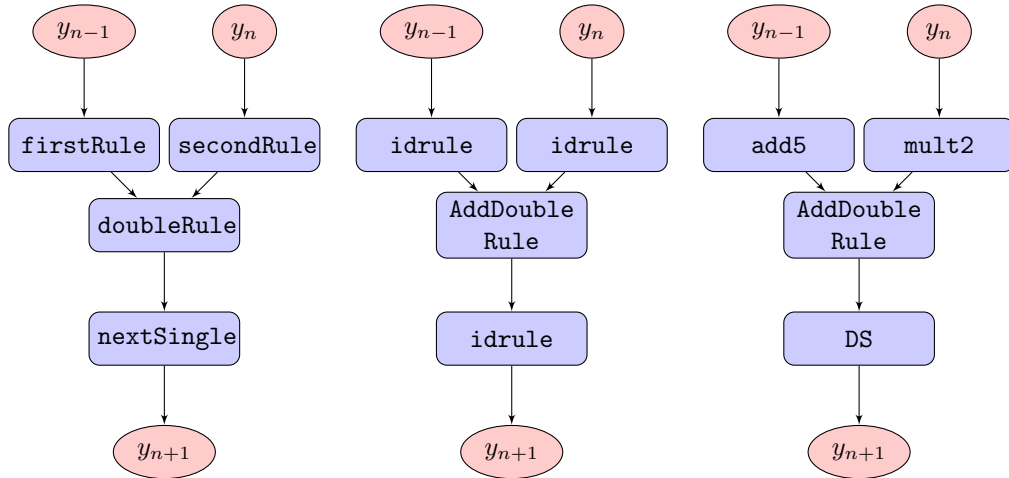 y_{n−1} y_n y_{n−1} y_n y_{n−1} y_n
firstRule secondRule idrule idrule add5 mult2
doubleRule
AddDouble
Rule
AddDouble
Rule
nextSingle idrule DS
y_{n+1} y_{n+1} y_{n+1}